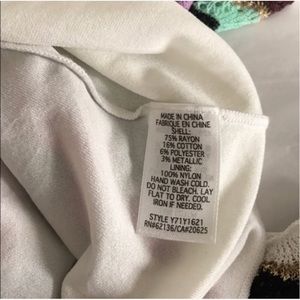 MADE IN CHINA
FABRIQUE EN CHINE
SHELL:
75% RAYON
16% COTTON
6% POLYESTER
3% METALLIC
LINING:
100% NYLON
HAND WASH COLD.
DO NOT BLEACH. LAY
FLAT TO DRY. COOL
IRON IF NEEDED.
STYLE Y71Y1621
RN#62136/CA#20625